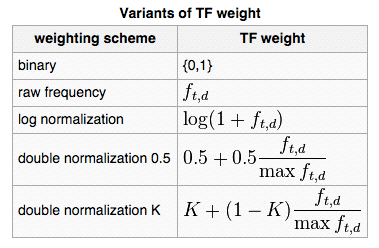 Variants of TF weight
weighting scheme TF weight
binary {0,1}
raw frequency f_{t,d}
log normalization log(1 + f_{t,d})
double normalization 0.5 0.5 + 0.5 \frac{f_{t,d}}{\max f_{t,d}}
double normalization K K + (1 − K) \frac{f_{t,d}}{\max f_{t,d}}